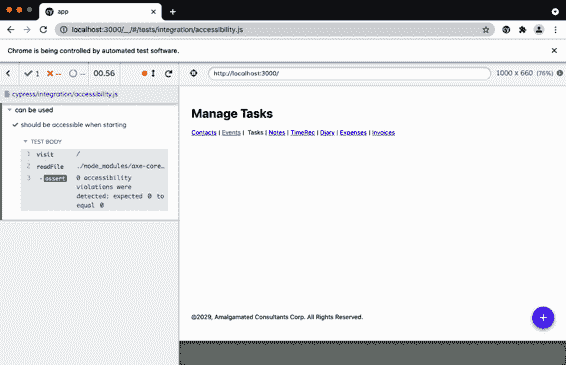 app
localhost:3000/__/#/tests/integration/accessibility.js
Chrome is being controlled by automated test software.
1 -- -- 00.56
http://localhost:3000/
1000 x 660 (76%)
cypress/integration/accessibility.js
can be used
should be accessible when starting
TEST BODY
1 visit /
2 readFile ./node_modules/axe-core…
3 -assert 0 accessibility
violations were
detected: expected 0 to
equal 0
Manage Tasks
Contacts | Events | Tasks | Notes | TimeRec | Diary | Expenses | Invoices
©2029, Amalgamated Consultants Corp. All Rights Reserved.